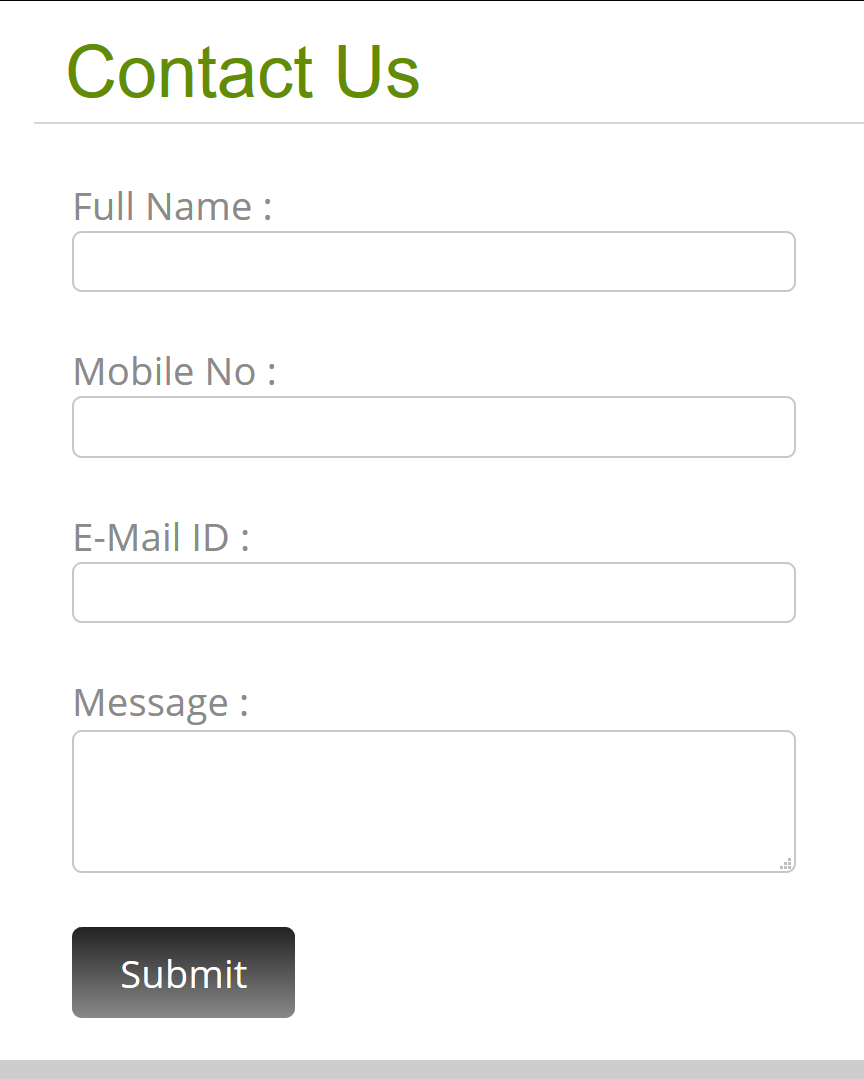 Contact Us
Full Name :
Mobile No :
E-Mail ID :
Message :
Submit